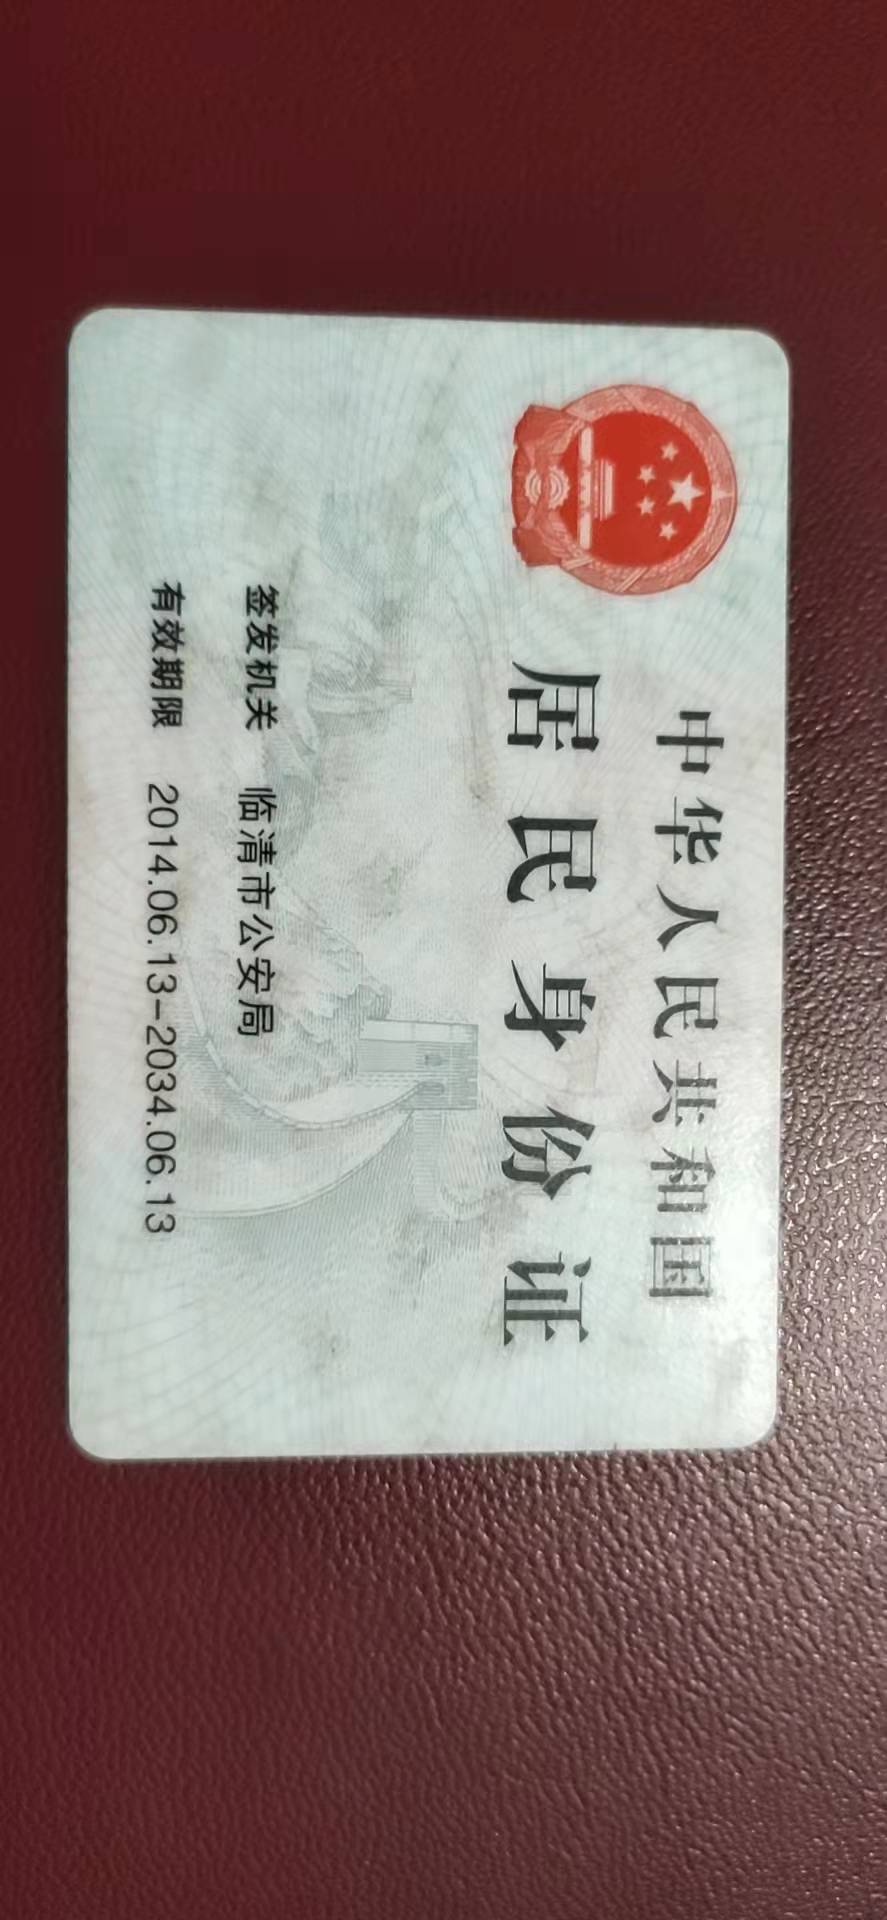 中华人民共和国
居民身份证
签发机关 临清市公安局
有效期限 2014.06.13-2034.06.13